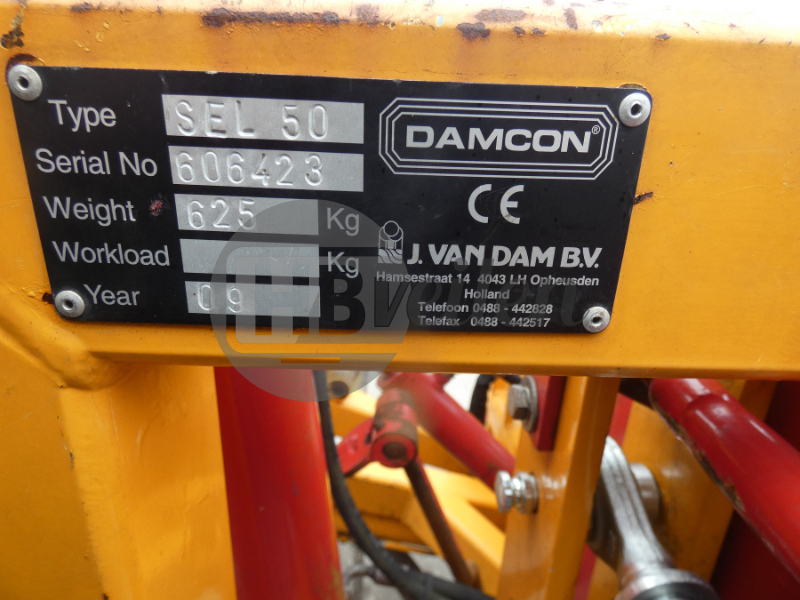 Type SEL 50
Serial No 606423
Weight 625 Kg
Workload Kg
Year 09
DAMCON®
CE
J. VAN DAM B.V.
Hamsestraat 14 4043 LH Opheusden
Holland
Telefoon 0488 - 442828
Telefax 0488 - 442517